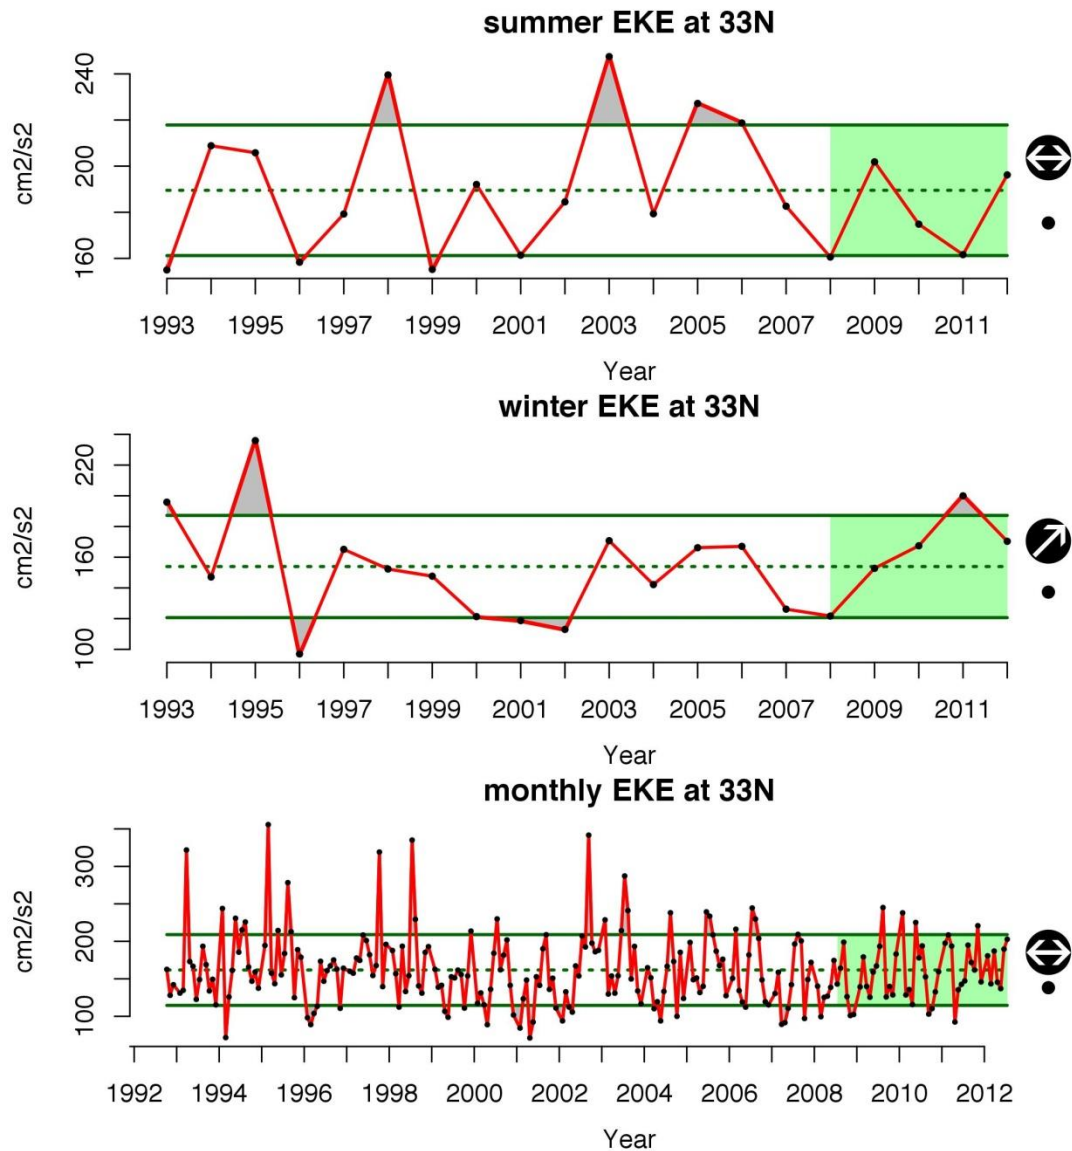 summer EKE at 33N
cm2/s2
240
200
160
1993 1995 1997 1999 2001 2003 2005 2007 2009 2011
Year
winter EKE at 33N
cm2/s2
220
160
100
1993 1995 1997 1999 2001 2003 2005 2007 2009 2011
Year
monthly EKE at 33N
cm2/s2
300
200
100
1992 1994 1996 1998 2000 2002 2004 2006 2008 2010 2012
Year